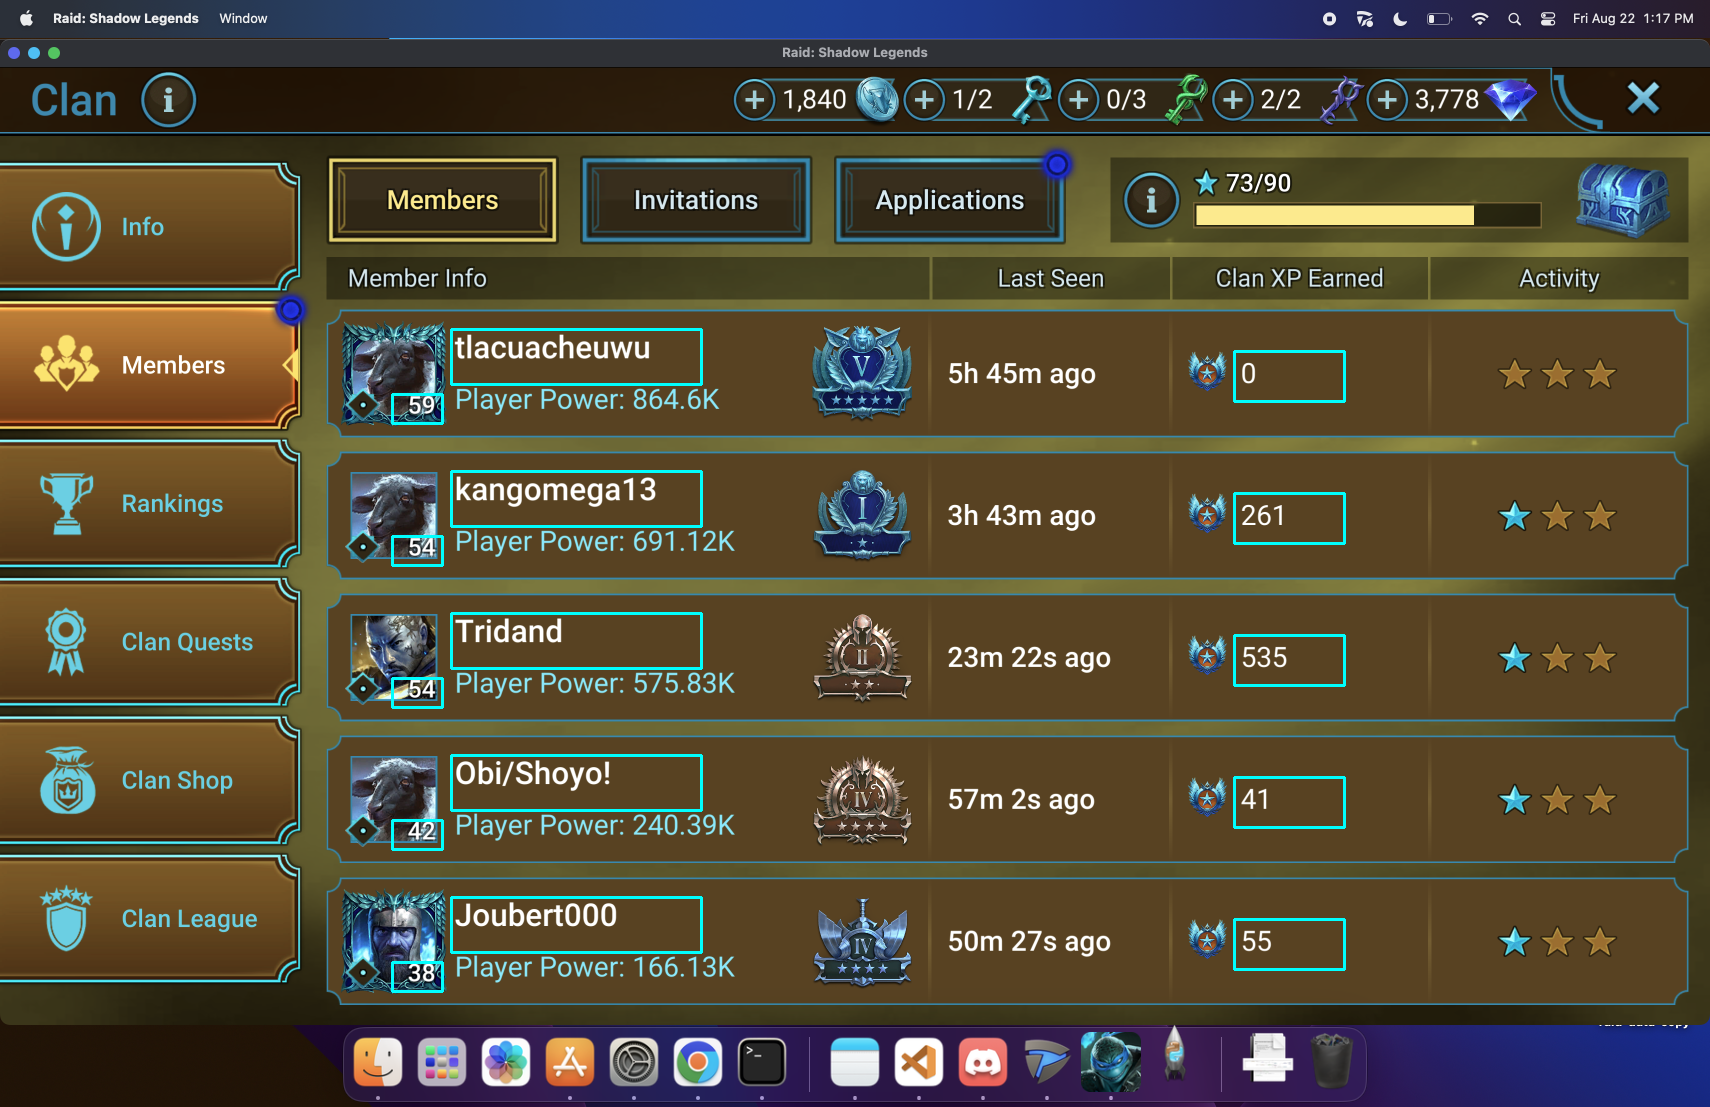 Raid: Shadow Legends Window Fri Aug 22 1:17 PM
Raid: Shadow Legends
Clan i 1,840 1/2 0/3 2/2 3,778
Info
Members
Rankings
Clan Quests
Clan Shop
Clan League
Members Invitations Applications i 73/90
Member Info Last Seen Clan XP Earned Activity
tlacuacheuwu
59 Player Power: 864.6K V 5h 45m ago 0
kangomega13
54 Player Power: 691.12K I 3h 43m ago 261
Tridand
54 Player Power: 575.83K II 23m 22s ago 535
Obi/Shoyo!
42 Player Power: 240.39K IV 57m 2s ago 41
Joubert000
38 Player Power: 166.13K IV 50m 27s ago 55